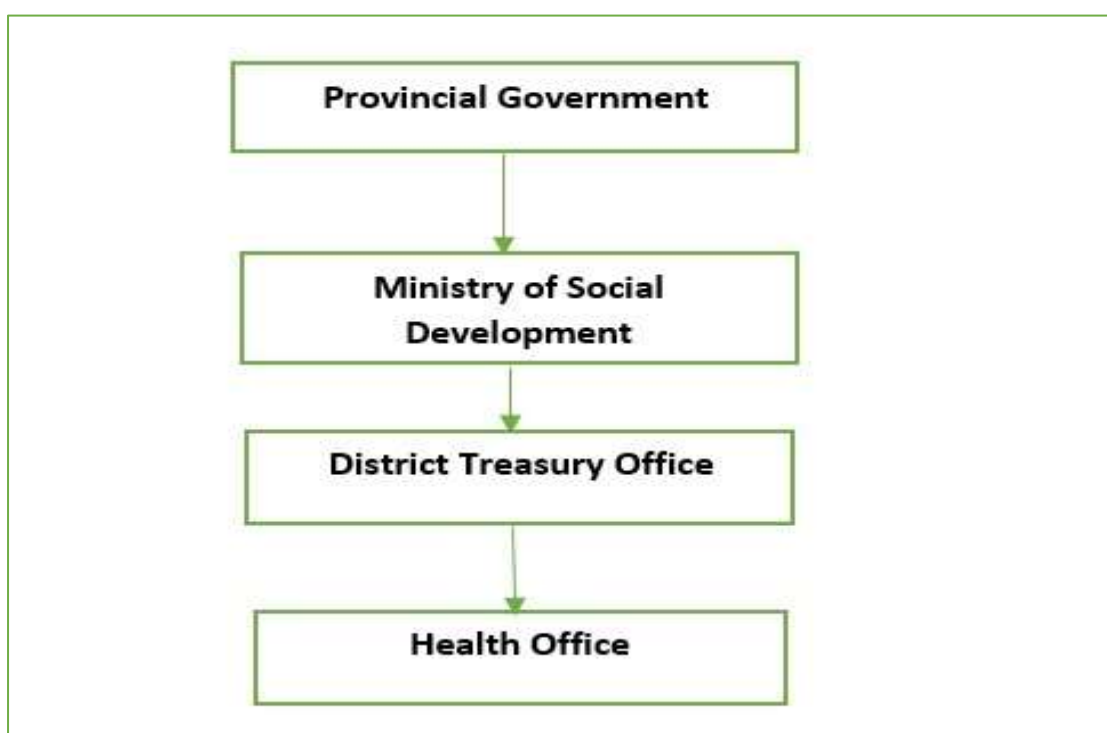 Provincial Government
Ministry of Social
Development
District Treasury Office
Health Office